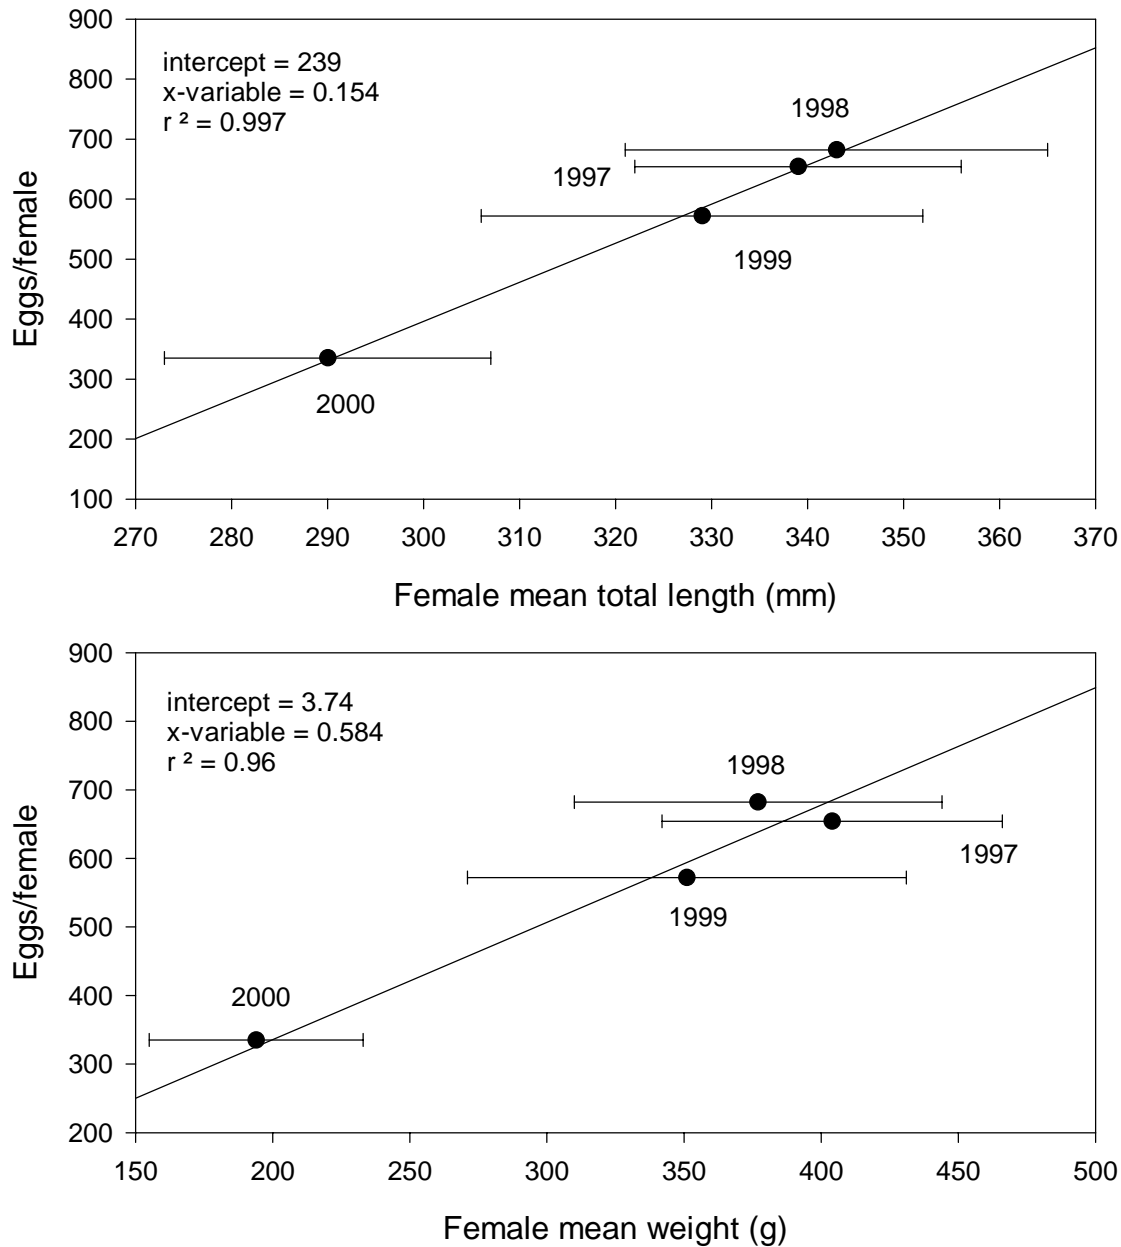 900
800
700
600
500
400
300
200
100
Eggs/female
intercept = 239
x-variable = 0.154
r ² = 0.997
1998
1997
1999
2000
270 280 290 300 310 320 330 340 350 360 370
Female mean total length (mm)
900
800
700
600
500
400
300
200
Eggs/female
intercept = 3.74
x-variable = 0.584
r ² = 0.96
1998
1997
1999
2000
150 200 250 300 350 400 450 500
Female mean weight (g)